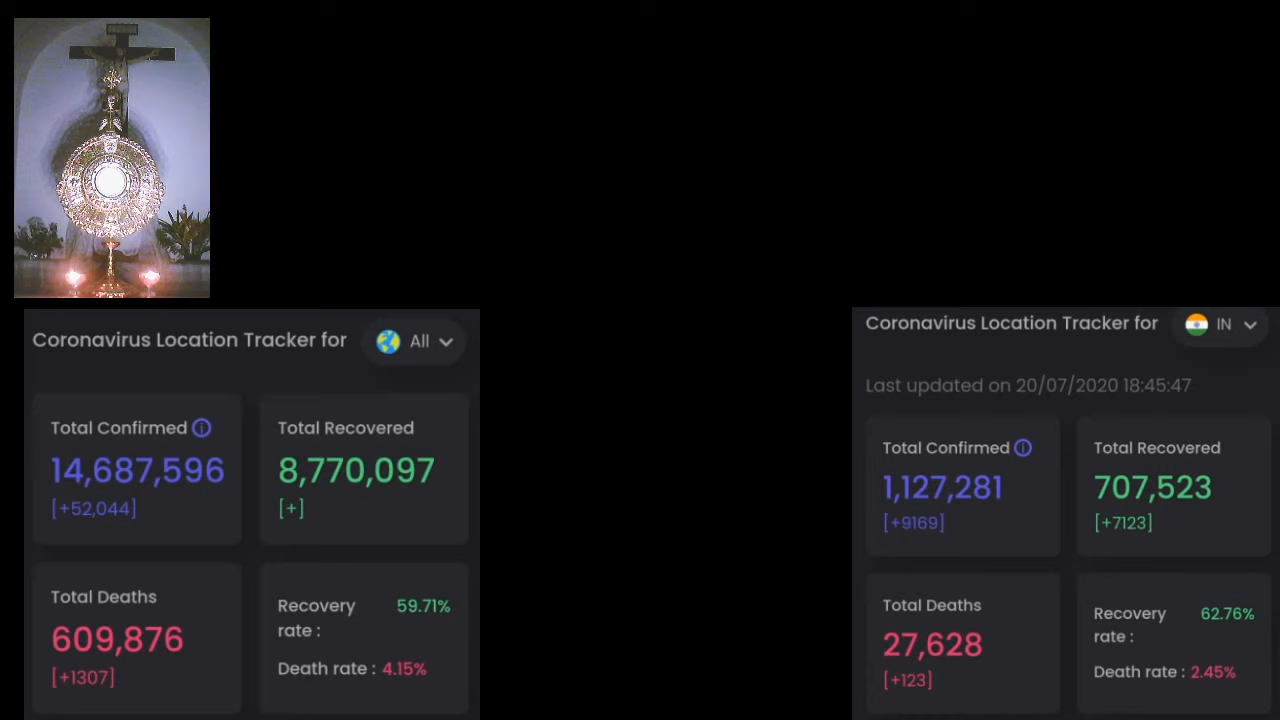 Coronavirus Location Tracker for All
Total Confirmed
14,687,596
[+52,044]
Total Recovered
8,770,097
[+]
Total Deaths
609,876
[+1307]
Recovery rate : 59.71%
Death rate : 4.15%
Coronavirus Location Tracker for IN
Last updated on 20/07/2020 18:45:47
Total Confirmed
1,127,281
[+9169]
Total Recovered
707,523
[+7123]
Total Deaths
27,628
[+123]
Recovery rate : 62.76%
Death rate : 2.45%